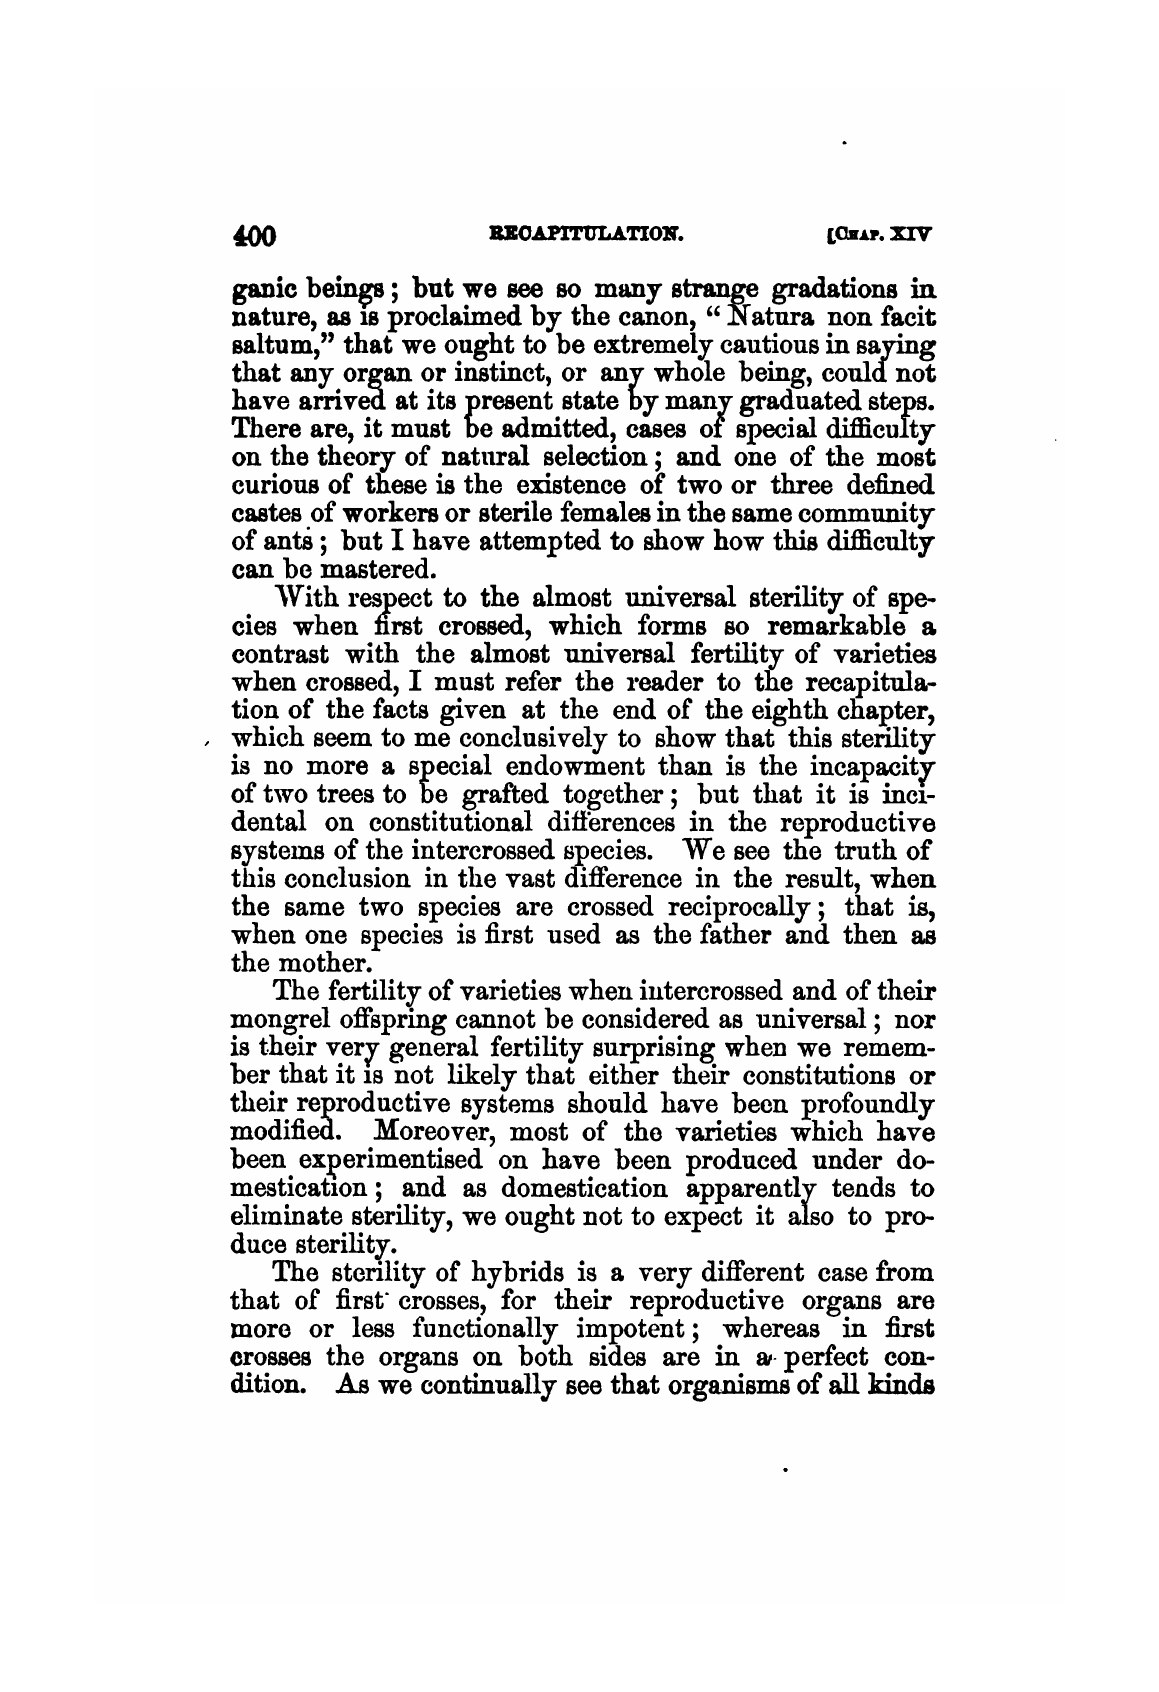 400 RECAPITULATION. [CHAP. XIV
ganic beings; but we see so many strange gradations in
nature, as is proclaimed by the canon, “Natura non facit
saltum,” that we ought to be extremely cautious in saying
that any organ or instinct, or any whole being, could not
have arrived at its present state by many graduated steps.
There are, it must be admitted, cases of special difficulty
on the theory of natural selection; and one of the most
curious of these is the existence of two or three defined
castes of workers or sterile females in the same community
of ants; but I have attempted to show how this difficulty
can be mastered.
With respect to the almost universal sterility of spe-
cies when first crossed, which forms so remarkable a
contrast with the almost universal fertility of varieties
when crossed, I must refer the reader to the recapitula-
tion of the facts given at the end of the eighth chapter,
which seem to me conclusively to show that this sterility
is no more a special endowment than is the incapacity
of two trees to be grafted together; but that it is inci-
dental on constitutional differences in the reproductive
systems of the intercrossed species. We see the truth of
this conclusion in the vast difference in the result, when
the same two species are crossed reciprocally; that is,
when one species is first used as the father and then as
the mother.
The fertility of varieties when intercrossed and of their
mongrel offspring cannot be considered as universal; nor
is their very general fertility surprising when we remem-
ber that it is not likely that either their constitutions or
their reproductive systems should have been profoundly
modified. Moreover, most of the varieties which have
been experimentised on have been produced under do-
mestication; and as domestication apparently tends to
eliminate sterility, we ought not to expect it also to pro-
duce sterility.
The sterility of hybrids is a very different case from
that of first crosses, for their reproductive organs are
more or less functionally impotent; whereas in first
crosses the organs on both sides are in a perfect con-
dition. As we continually see that organisms of all kinds